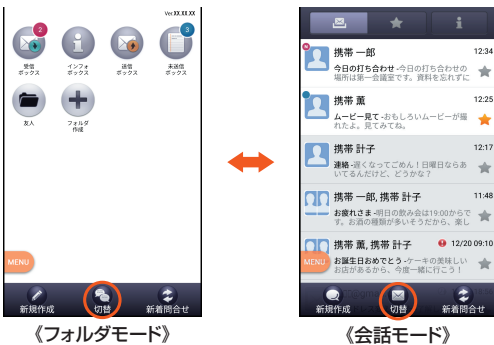 Ver.XX.XX.XX
2
3
受信
ボックス
インフォ
ボックス
送信
ボックス
未送信
ボックス
友人
フォルダ
作成
MENU
新規作成
切替
新着問合せ
《フォルダモード》
N
携帯 一郎
12:34
今日の打ち合わせ -今日の打ち合わせの
場所は第一会議室です。資料を忘れずに
携帯 薫
12:25
ムービー見て -おもしろいムービーが撮
れたよ。見てみてね。
携帯 計子
12:17
連絡 -遅くなってごめん！日曜日ならあ
いてるんだけど、どうかな？
携帯 一郎, 携帯 計子
11:48
お疲れさま -明日の飲み会は19:00からで
す。お酒の種類が多いそうだから、楽し
携帯 薫, 携帯 計子
12/20 09:10
お誕生日おめでとう -ケーキの美味しい
お店があるから、今度一緒に行こう！
MENU
新規作成
切替
新着問合せ
《会話モード》